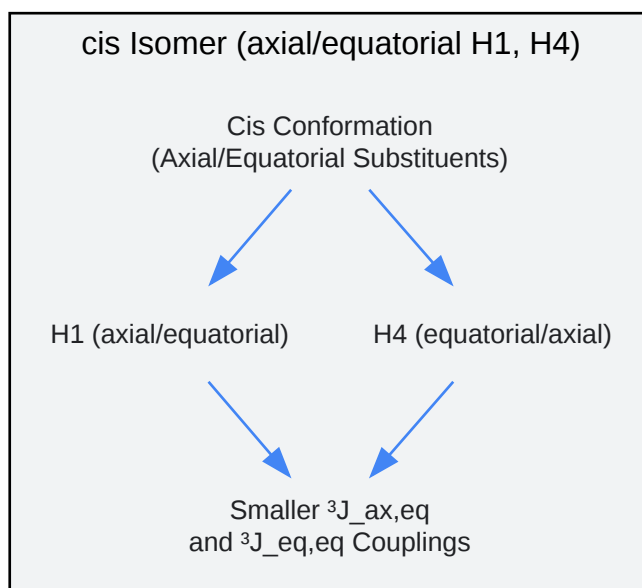 cis Isomer (axial/equatorial H1, H4)
Cis Conformation
(Axial/Equatorial Substituents)
H1 (axial/equatorial)
H4 (equatorial/axial)
Smaller ³J_ax,eq
and ³J_eq,eq Couplings